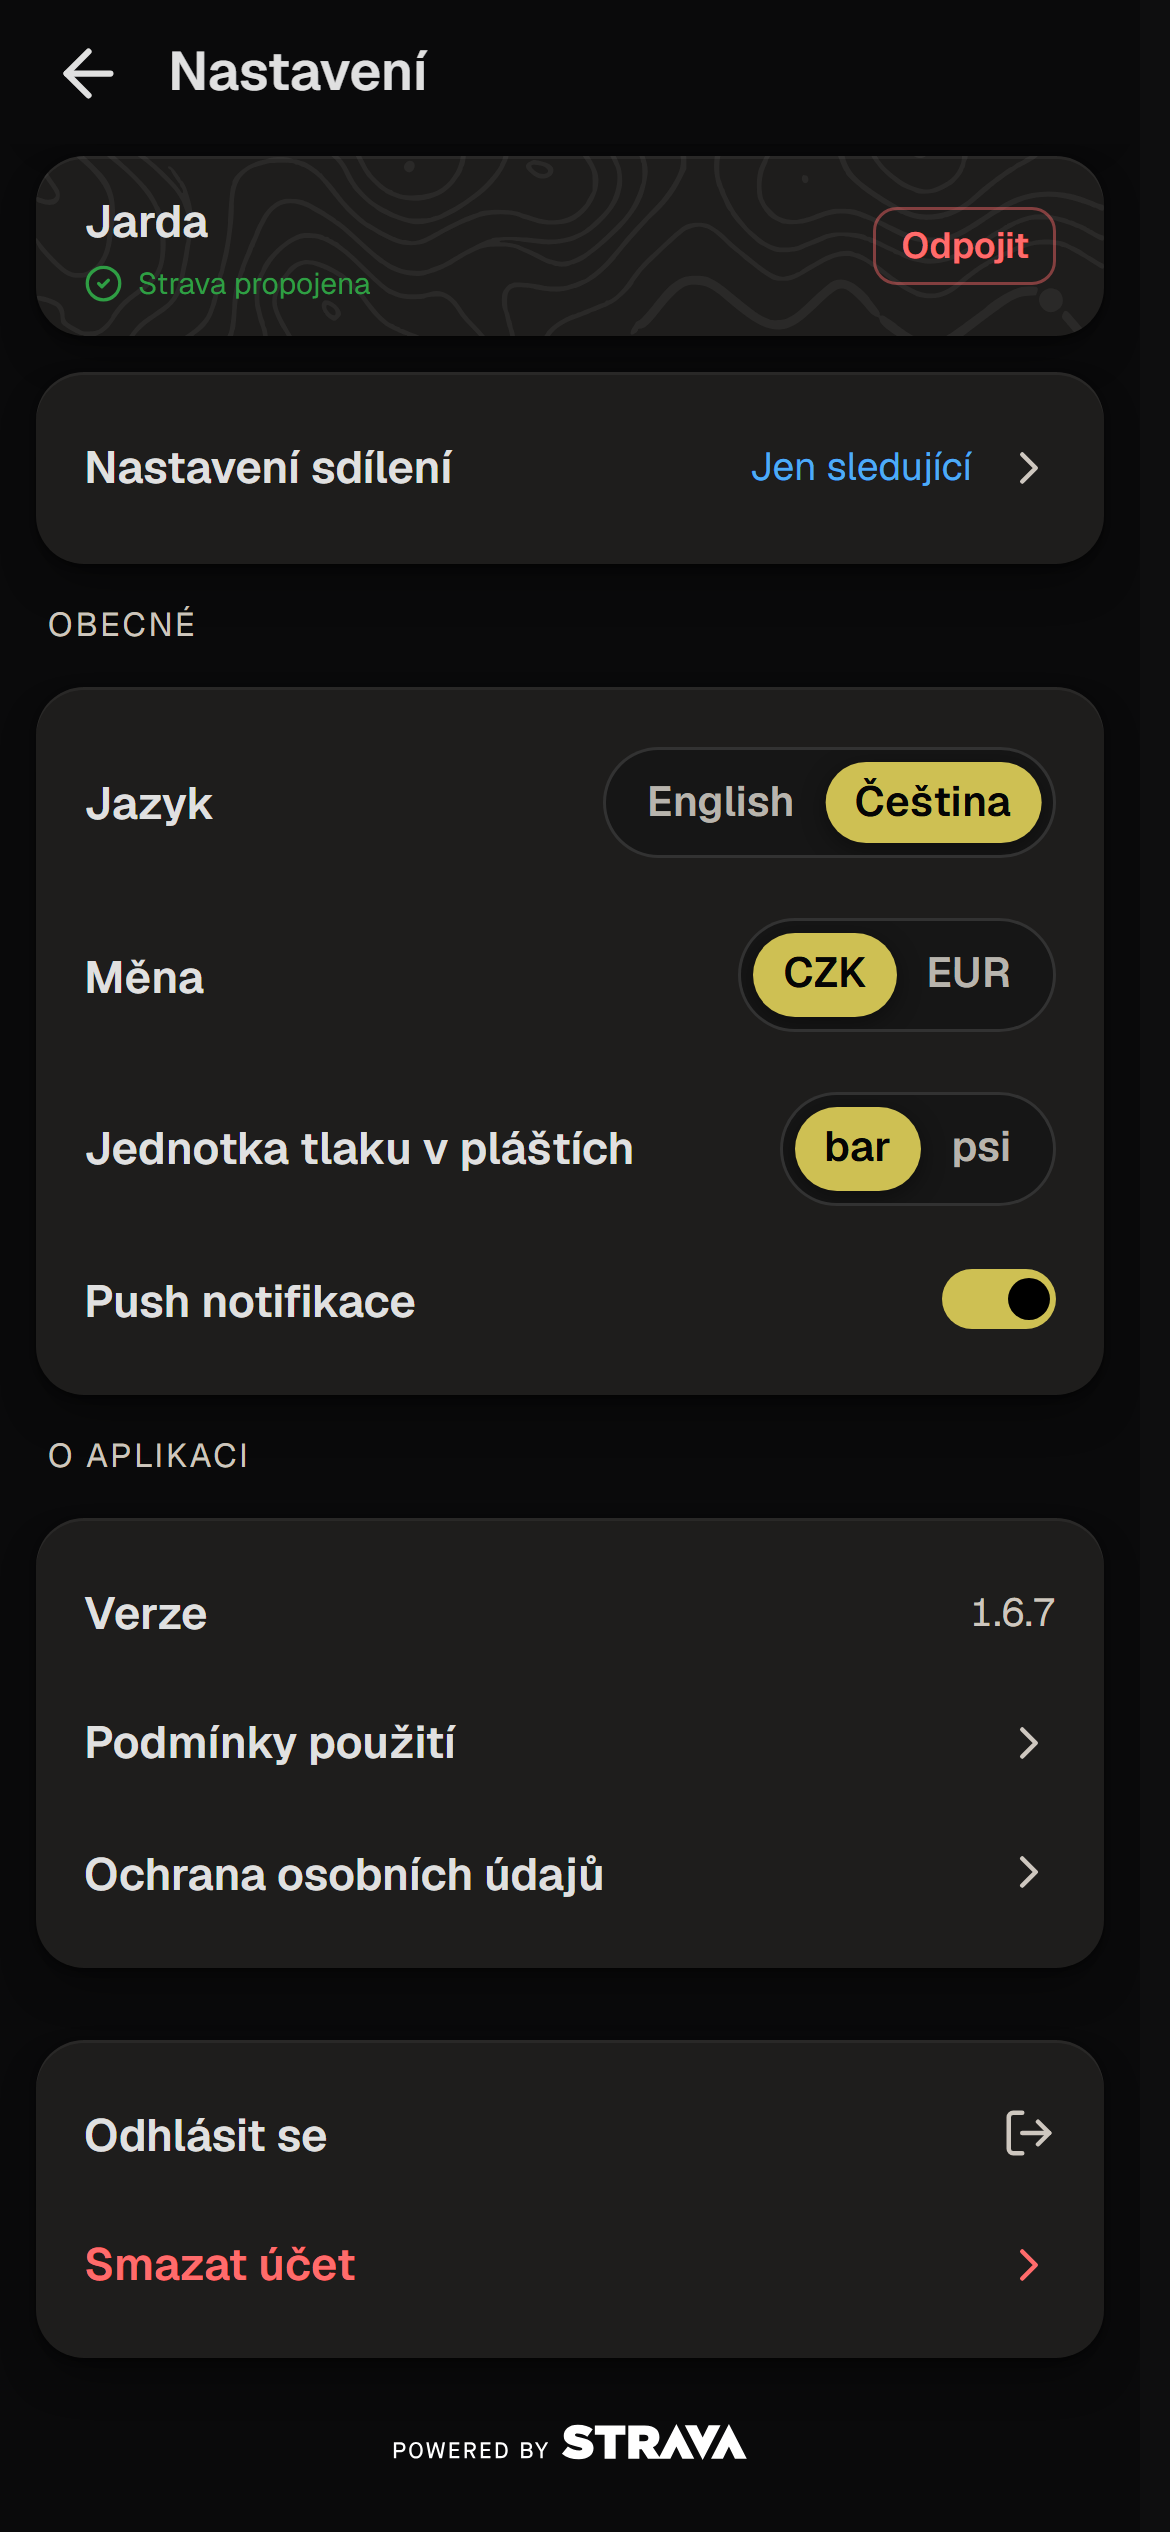 Nastavení
Jarda
Strava propojena
Odpojit
Nastavení sdílení
Jen sledující
OBECNÉ
Jazyk
English
Čeština
Měna
CZK
EUR
Jednotka tlaku v pláštích
bar
psi
Push notifikace
O APLIKACI
Verze
1.6.7
Podmínky použití
Ochrana osobních údajů
Odhlásit se
Smazat účet
POWERED BY STRAVA